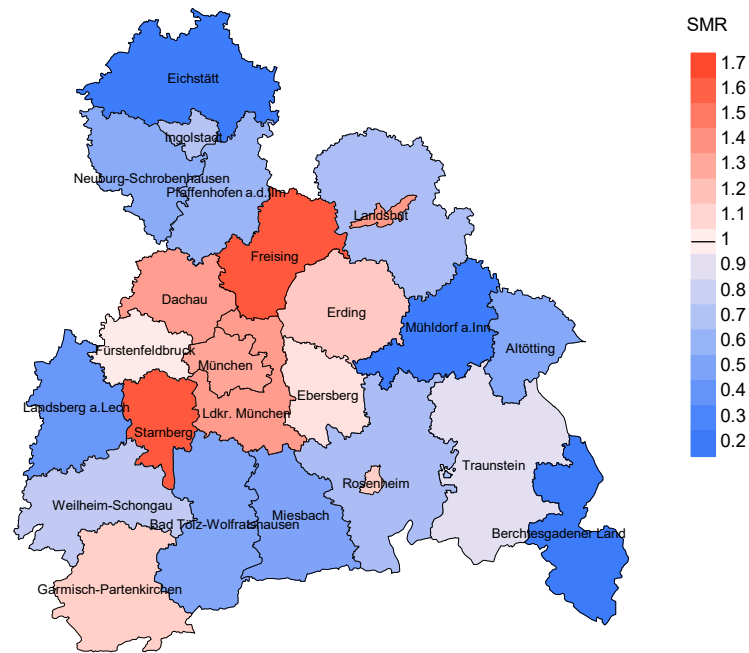 SMR
1.7
1.6
1.5
1.4
1.3
1.2
1.1
1
0.9
0.8
0.7
0.6
0.5
0.4
0.3
0.2
Eichstätt
Ingolstadt
Neuburg-Schrobenhausen
Pfaffenhofen a.d.Ilm
Landshut
Freising
Dachau
Erding
Mühldorf a.Inn
Fürstenfeldbruck
Altötting
München
Ebersberg
Landsberg a.Lech
Ldkr. München
Starnberg
Traunstein
Rosenheim
Weilheim-Schongau
Miesbach
Bad Tölz-Wolfratshausen
Berchtesgadener Land
Garmisch-Partenkirchen